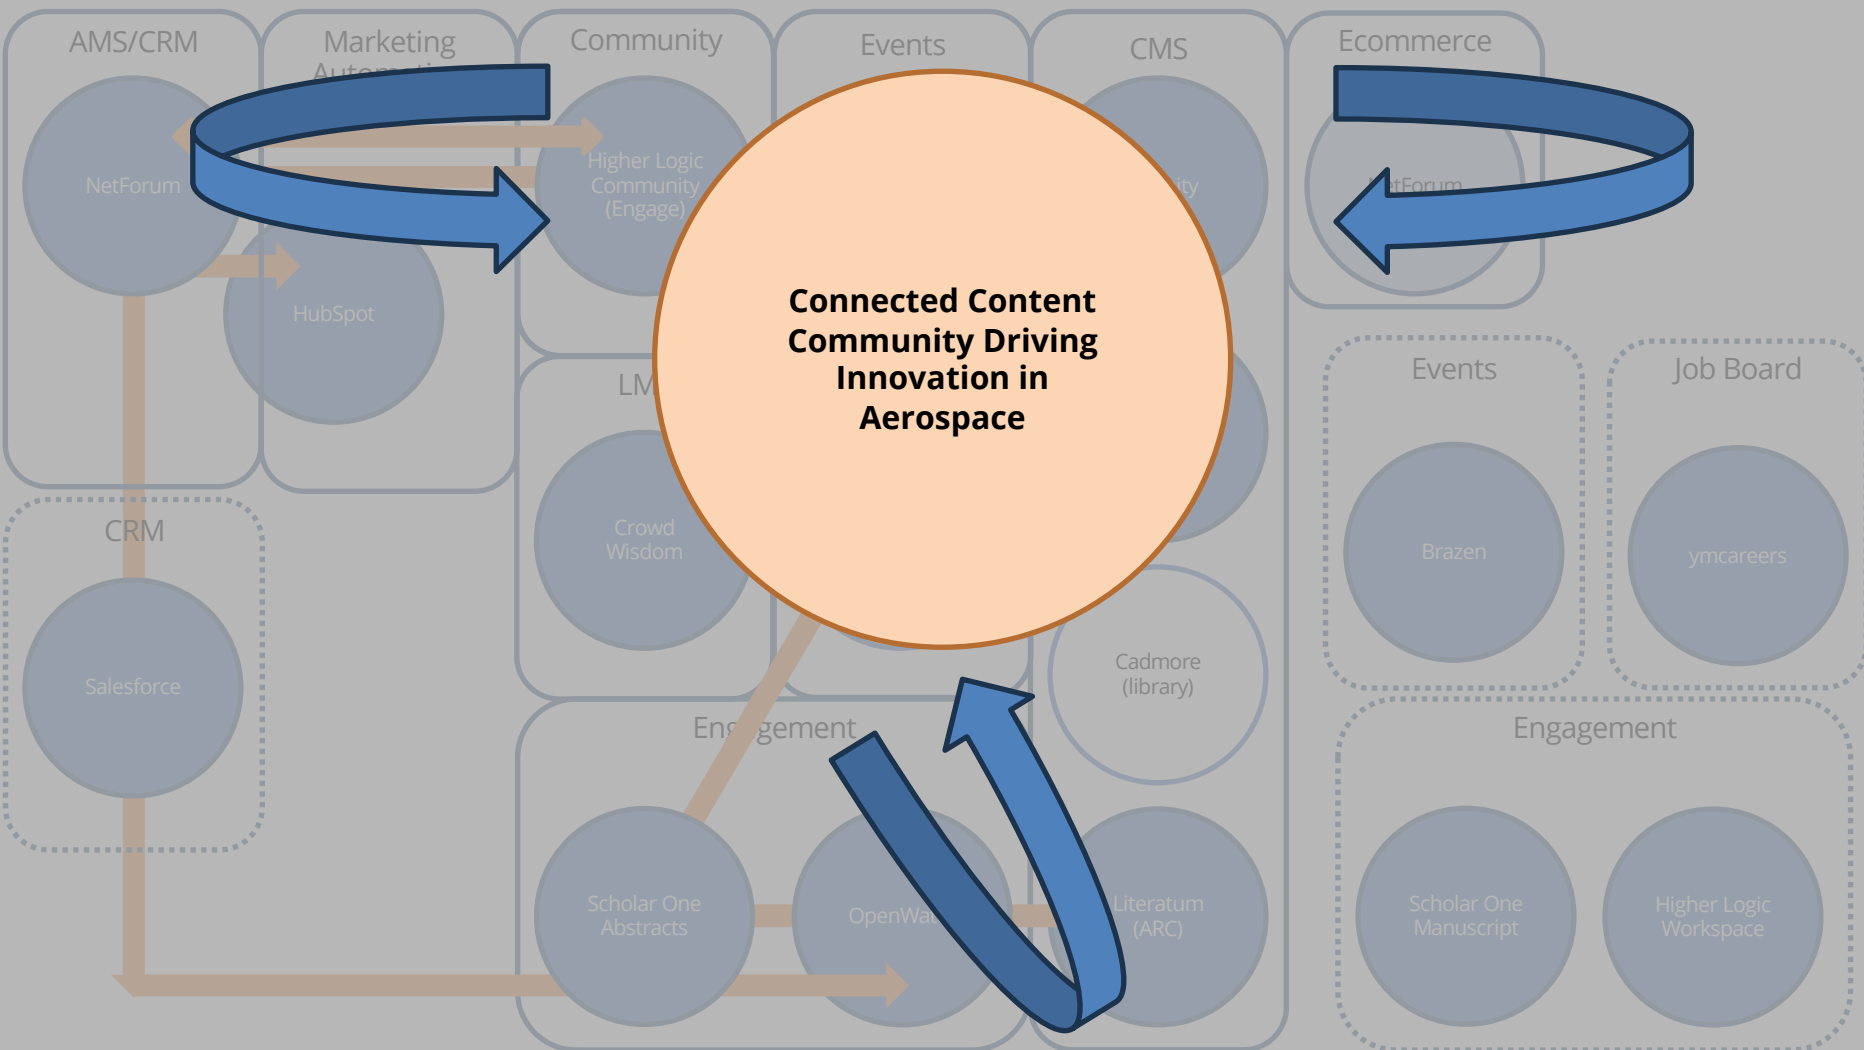 AMS/CRM
Marketing
Community
Events
CMS
Ecommerce
NetForum
Higher Logic
Community
(Engage)
HubSpot
Connected Content
Community Driving
Innovation in
Aerospace
Events
Job Board
CRM
Crowd
Wisdom
Brazen
ymcareers
Salesforce
Cadmore
(library)
Engagement
Engagement
Scholar One
Abstracts
Literatum
(ARC)
Scholar One
Manuscript
Higher Logic
Workspace